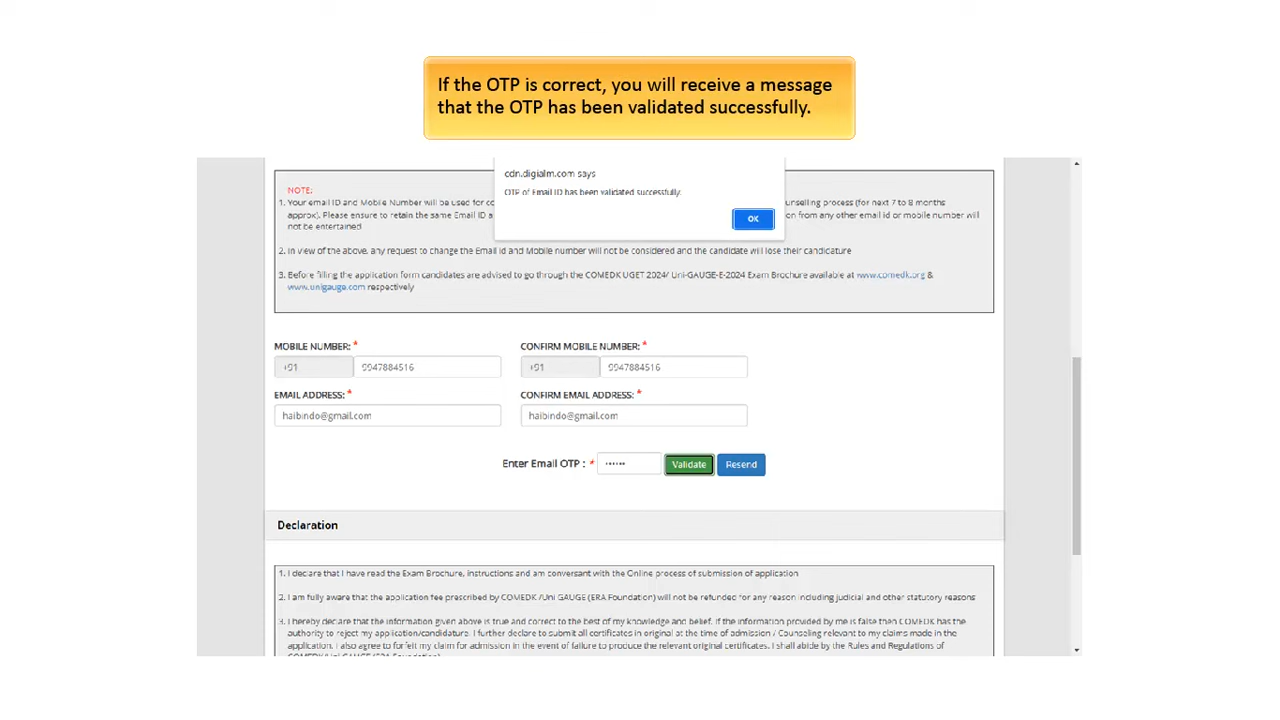 If the OTP is correct, you will receive a message
that the OTP has been validated successfully.
cdn.digialm.com says
OTP of Email ID has been validated successfully.
OK
NOTE:
1. Your email ID and Mobile Number will be used for co
unselling process (for next 7 to 8 months
approx). Please ensure to retain the same Email ID a
on from any other email id or mobile number will
not be entertained
2. In view of the above, any request to change the Email id and Mobile number will not be considered and the candidate will lose their candidature
3. Before filling the application form candidates are advised to go through the COMEDK UGET 2024/ Uni-GAUGE-E-2024 Exam Brochure available at www.comedk.org &
www.unigauge.com respectively
MOBILE NUMBER: *
CONFIRM MOBILE NUMBER: *
+91 9947884516
+91 9947884516
EMAIL ADDRESS: *
CONFIRM EMAIL ADDRESS: *
haibindo@gmail.com
haibindo@gmail.com
Enter Email OTP : * •••••• Validate Resend
Declaration
1. I declare that I have read the Exam Brochure, Instructions and am conversant with the Online process of submission of application
2. I am fully aware that the application fee prescribed by COMEDK /Uni GAUGE (ERA Foundation) will not be refunded for any reason including judicial and other statutory reasons
3. I hereby declare that the information given above is true and correct to the best of my knowledge and belief. If the information provided by me is false then COMEDK has the
authority to reject my application/candidature. I further declare to submit all certificates in original at the time of admission / Counseling relevant to my claims made in the
application. I also agree to forfeit my claim for admission in the event of failure to produce the relevant original certificates. I shall abide by the Rules and Regulations of